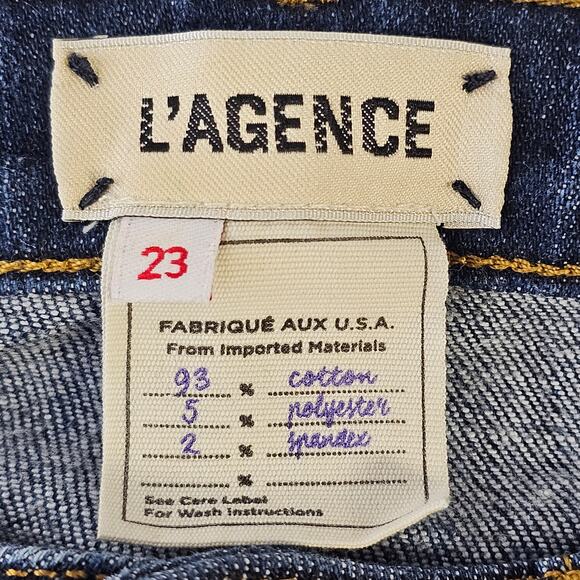 L'AGENCE
23
FABRIQUÉ AUX U.S.A.
From Imported Materials
93 % cotton
5 % polyester
2 % spandex
%
See Care Label
For Wash Instructions